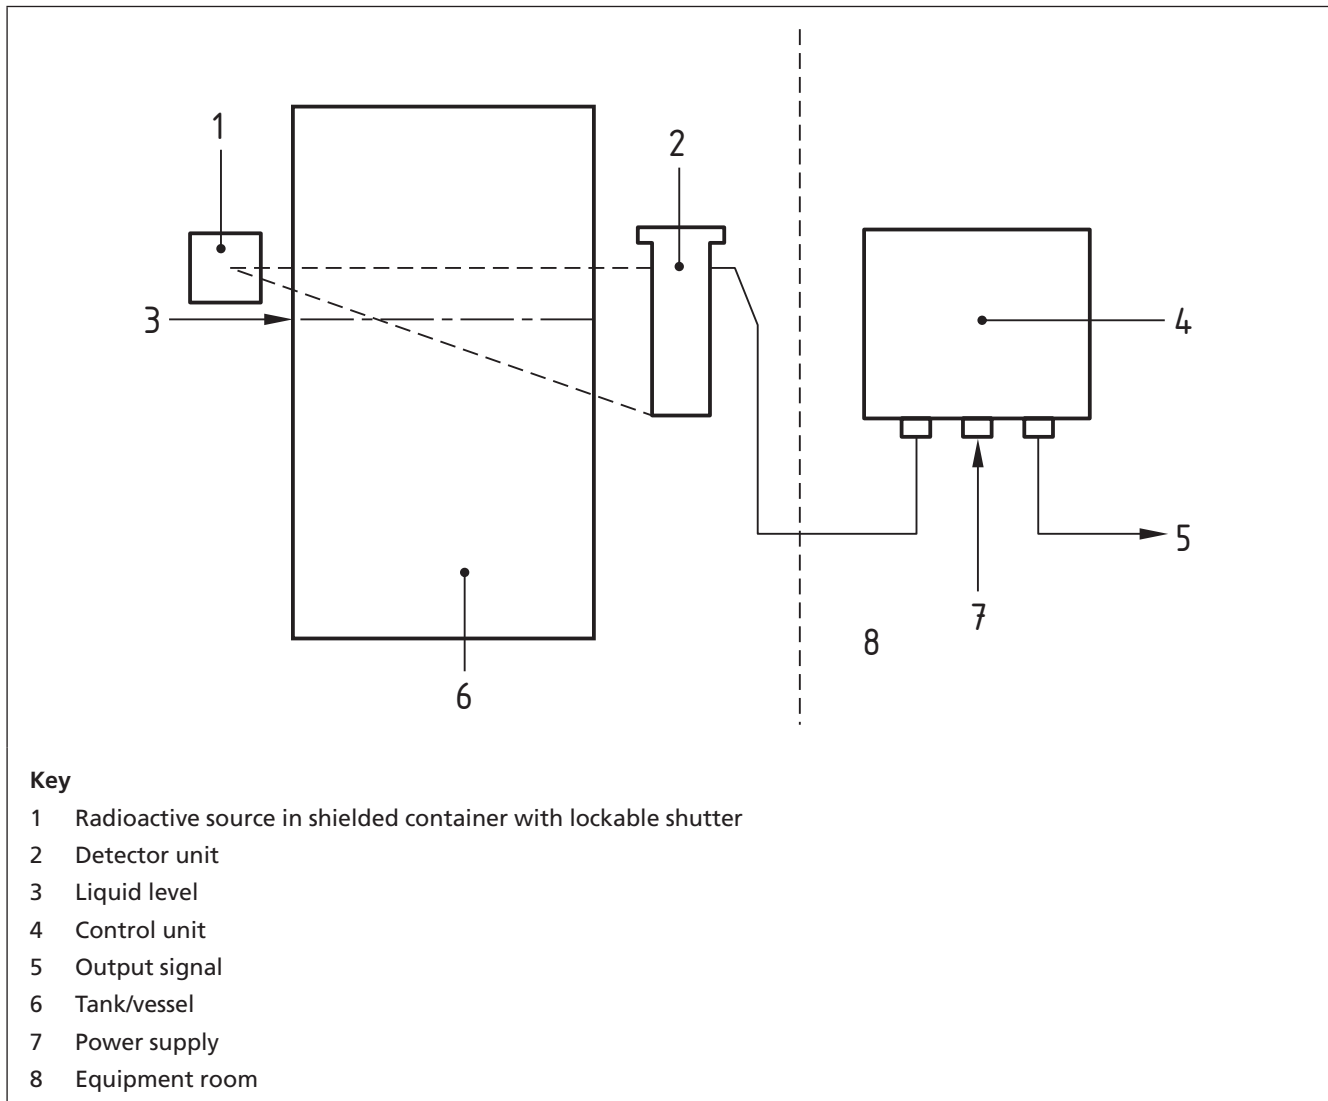 1
2
3
4
5
7
8
6
Key
1 Radioactive source in shielded container with lockable shutter
2 Detector unit
3 Liquid level
4 Control unit
5 Output signal
6 Tank/vessel
7 Power supply
8 Equipment room